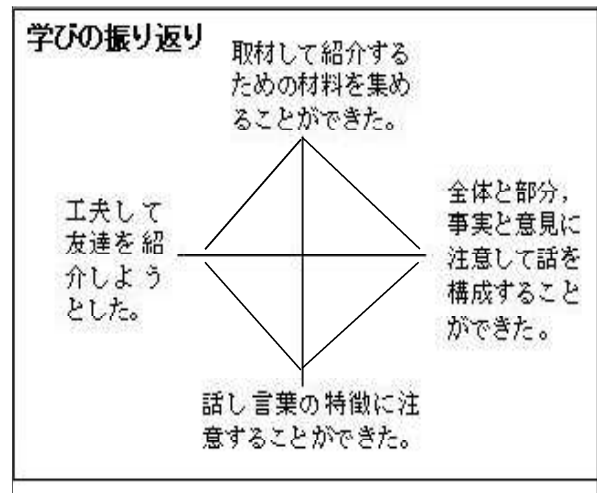 学びの振り返り
取材して紹介する
ための材料を集め
ることができた。
工夫して
友達を紹
介しよう
とした。
全体と部分，
事実と意見に
注意して話を
構成すること
ができた。
話し言葉の特徴に注
意することができた。